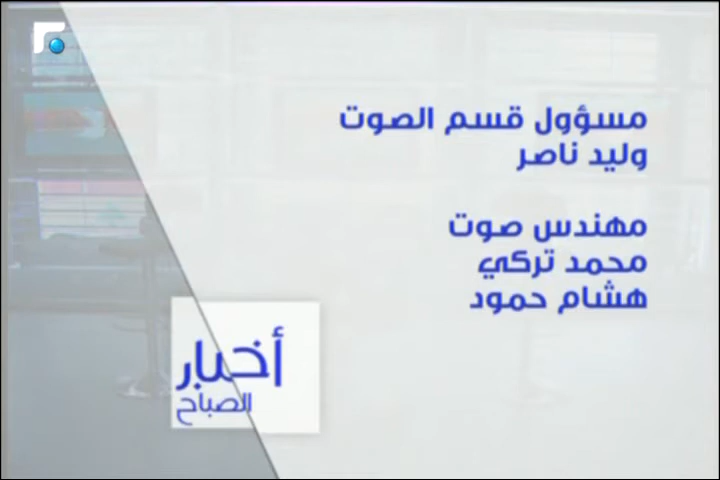 مسؤول قسم الصوت
وليد ناصر
مهندس صوت
محمد تركي
هشام حمود
أخبار
الصباح